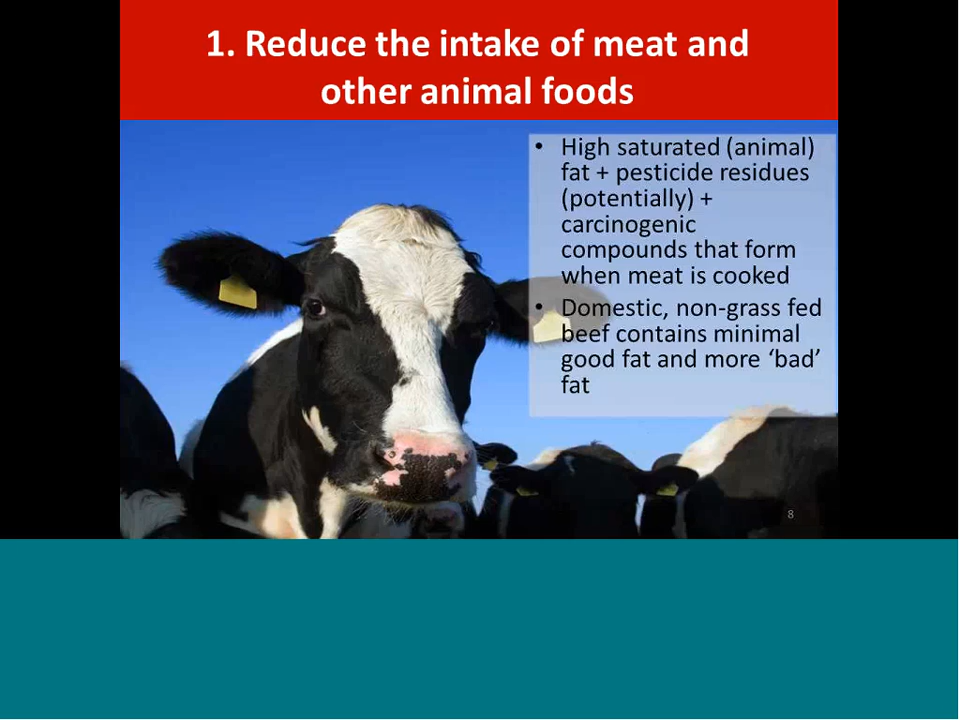 1. Reduce the intake of meat and
other animal foods
• High saturated (animal)
fat + pesticide residues
(potentially) +
carcinogenic
compounds that form
when meat is cooked
• Domestic, non-grass fed
beef contains minimal
good fat and more ‘bad’
fat
8